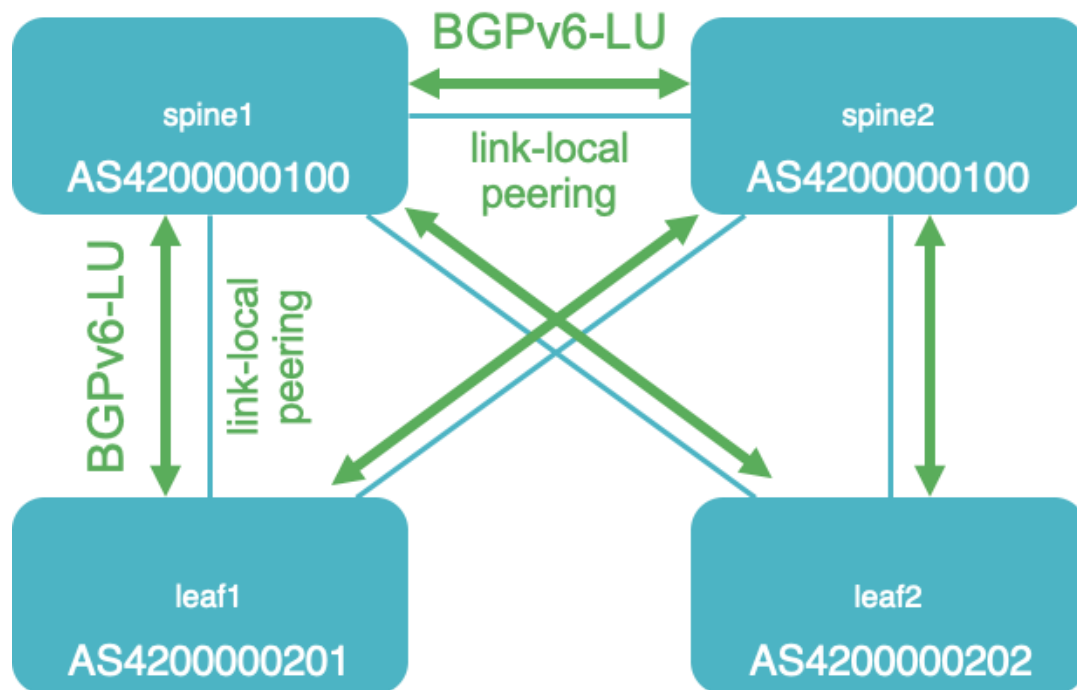 BGPv6-LU
spine1
AS4200000100
link-local
peering
spine2
AS4200000100
BGPv6-LU
link-local
peering
leaf1
AS4200000201
leaf2
AS4200000202